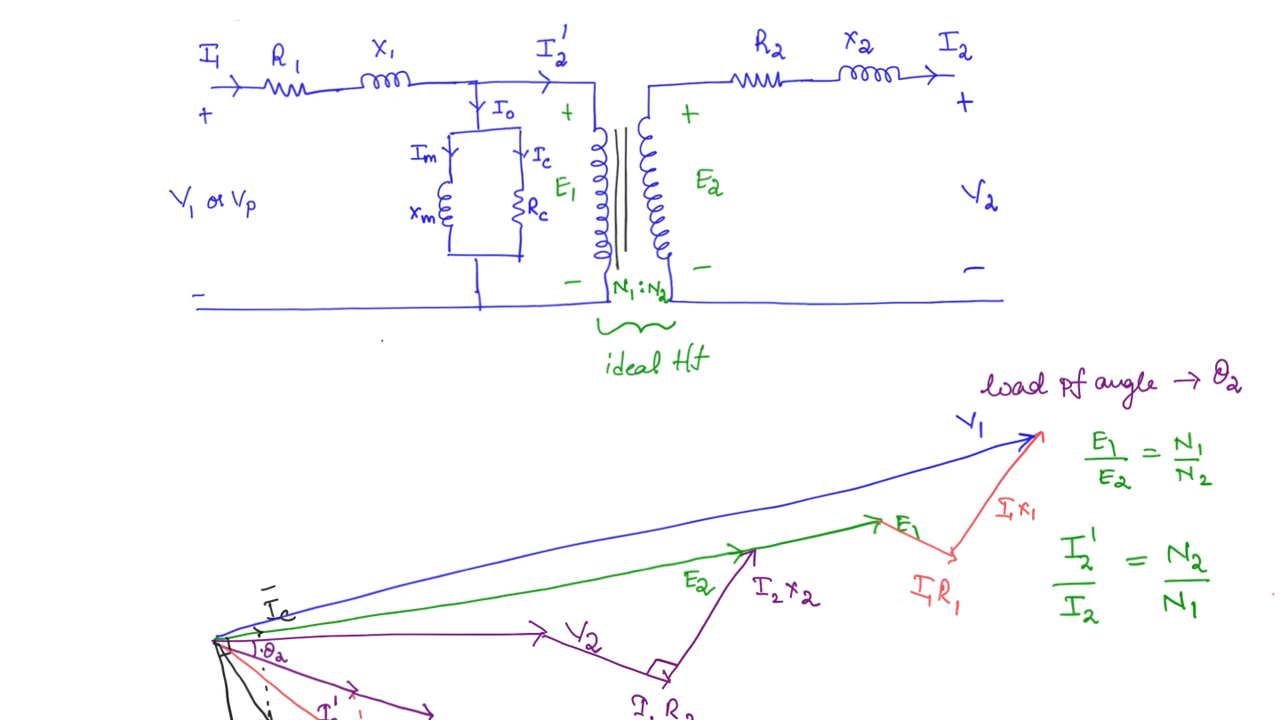 I₁ R₁ X₁ I₂' R₂ X₂ I₂
+ I₀ + + +
Im Ic
V₁ or Vp Xm Rc E₁ E₂ V₂
- - - -
N₁:N₂
ideal t/f
load pf angle → θ₂
V₁
E₁/E₂ = N₁/N₂
I₁X₁
E₁
I₂'/I₂ = N₂/N₁
E₂ I₂X₂ I₁R₁
Ic
V₂
θ₂
I₂'